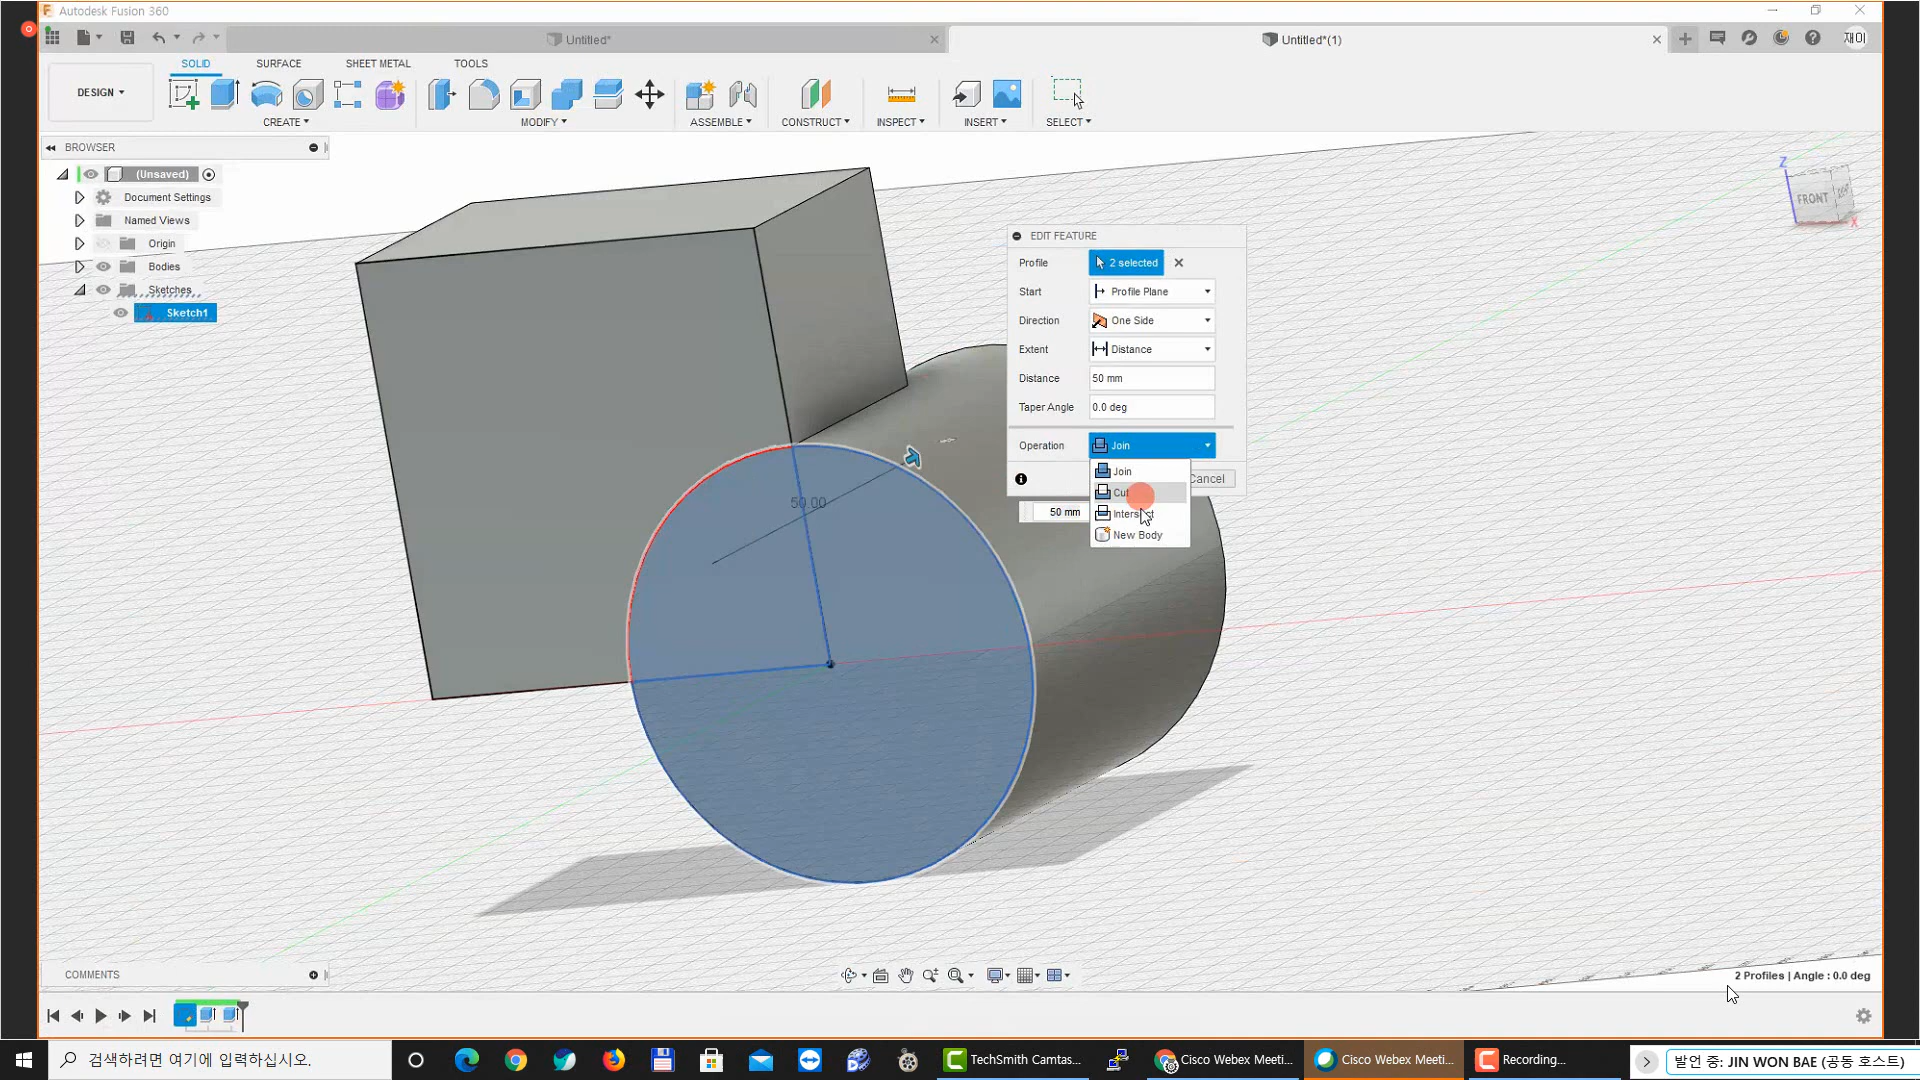 Autodesk Fusion 360
Untitled*
Untitled*(1)
재이
SOLID
SURFACE
SHEET METAL
TOOLS
DESIGN
CREATE
MODIFY
ASSEMBLE
CONSTRUCT
INSPECT
INSERT
SELECT
BROWSER
(Unsaved)
Document Settings
Named Views
Origin
Bodies
Sketches
Sketch1
Z
FRONT
X
EDIT FEATURE
Profile
2 selected
Start
Profile Plane
Direction
One Side
Extent
Distance
Distance
50 mm
Taper Angle
0.0 deg
Operation
Join
Join
Cut
Intersect
New Body
Cancel
50 mm
50.00
COMMENTS
2 Profiles | Angle : 0.0 deg
검색하려면 여기에 입력하십시오.
TechSmith Camtas...
Cisco Webex Meeti...
Cisco Webex Meeti...
Recording...
발언 중: JIN WON BAE (공동 호스트)